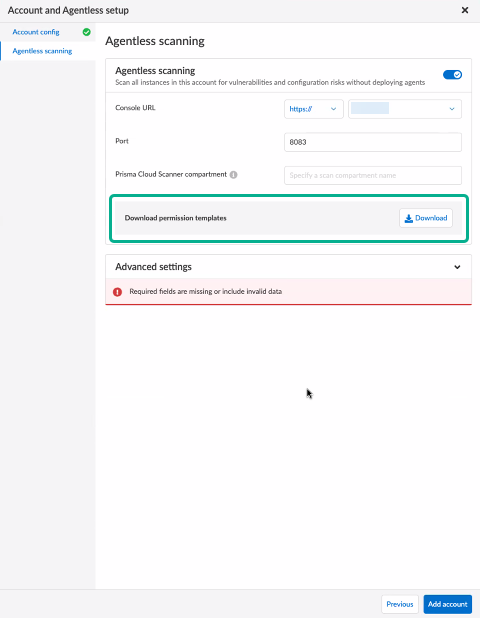 Account and Agentless setup
Account config
Agentless scanning
Agentless scanning
Agentless scanning
Scan all instances in this account for vulnerabilities and configuration risks without deploying agents
Console URL
https://
Port
8083
Prisma Cloud Scanner compartment
Specify a scan compartment name
Download permission templates
Download
Advanced settings
Required fields are missing or include invalid data
Previous
Add account